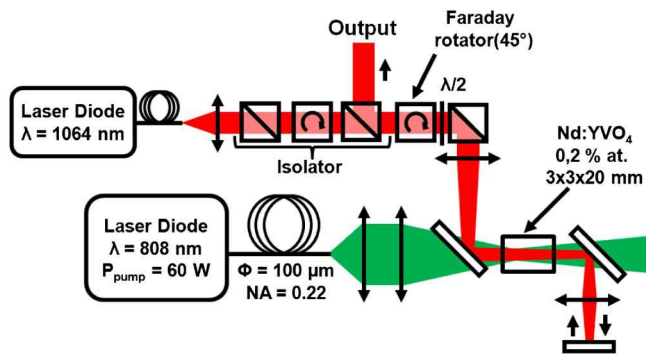 Faraday
rotator(45°)
Output
λ/2
Laser Diode
λ = 1064 nm
Isolator
Nd:YVO₄
0,2 % at.
3x3x20 mm
Laser Diode
λ = 808 nm
Ppump = 60 W
Φ = 100 µm
NA = 0.22